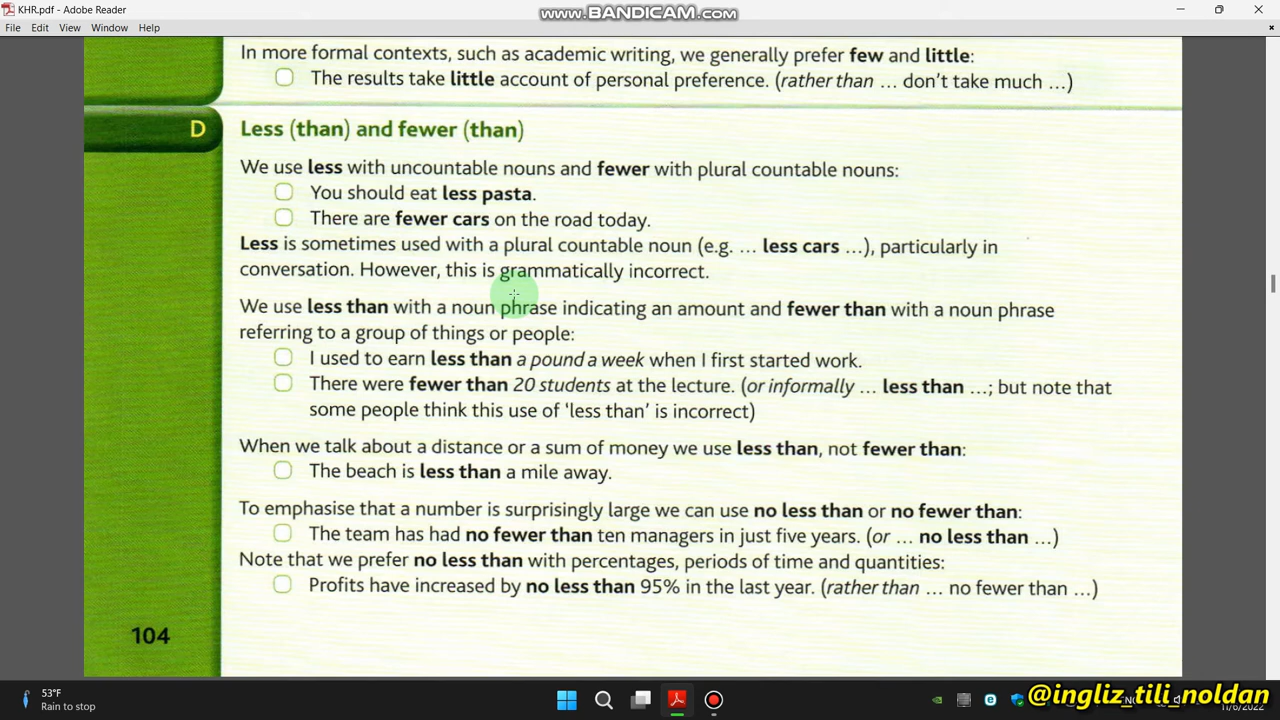 KHR.pdf - Adobe Reader
www.BANDICAM.com
File Edit View Window Help
In more formal contexts, such as academic writing, we generally prefer few and little:
The results take little account of personal preference. (rather than … don't take much …)
D
Less (than) and fewer (than)
We use less with uncountable nouns and fewer with plural countable nouns:
You should eat less pasta.
There are fewer cars on the road today.
Less is sometimes used with a plural countable noun (e.g. … less cars …), particularly in
conversation. However, this is grammatically incorrect.
We use less than with a noun phrase indicating an amount and fewer than with a noun phrase
referring to a group of things or people:
I used to earn less than a pound a week when I first started work.
There were fewer than 20 students at the lecture. (or informally … less than …; but note that
some people think this use of ‘less than’ is incorrect)
When we talk about a distance or a sum of money we use less than, not fewer than:
The beach is less than a mile away.
To emphasise that a number is surprisingly large we can use no less than or no fewer than:
The team has had no fewer than ten managers in just five years. (or … no less than …)
Note that we prefer no less than with percentages, periods of time and quantities:
Profits have increased by no less than 95% in the last year. (rather than … no fewer than …)
104
53°F
Rain to stop
@ingliz_tili_noldan
11/6/2022